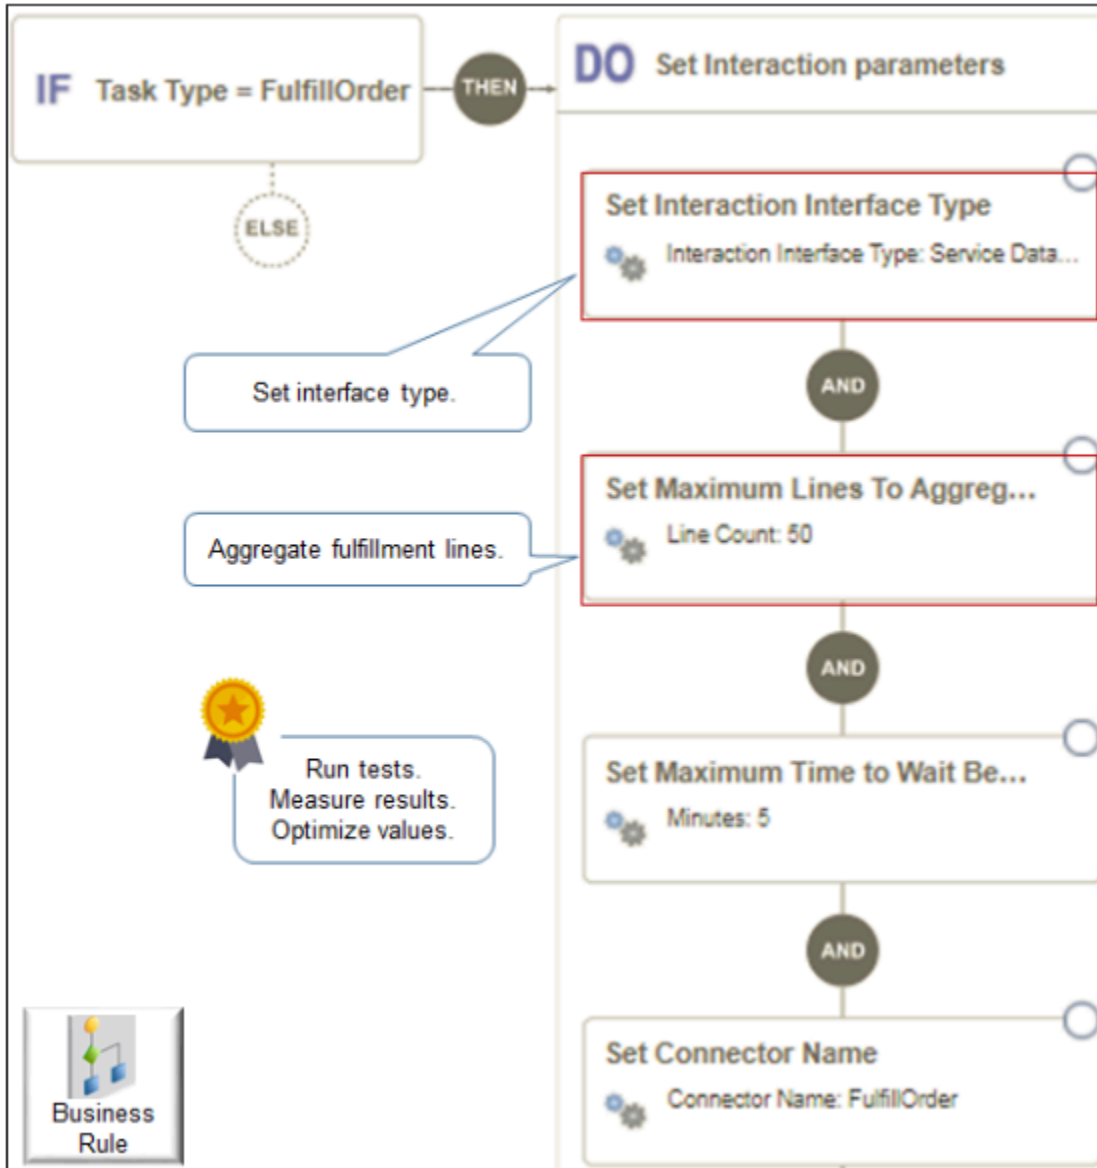 IF Task Type = FulfillOrder
THEN
DO Set Interaction parameters
ELSE
Set Interaction Interface Type
Interaction Interface Type: Service Data...
Set interface type.
AND
Set Maximum Lines To Aggreg...
Line Count: 50
Aggregate fulfillment lines.
AND
Run tests.
Measure results.
Optimize values.
Set Maximum Time to Wait Be...
Minutes: 5
AND
Set Connector Name
Connector Name: FulfillOrder
Business
Rule